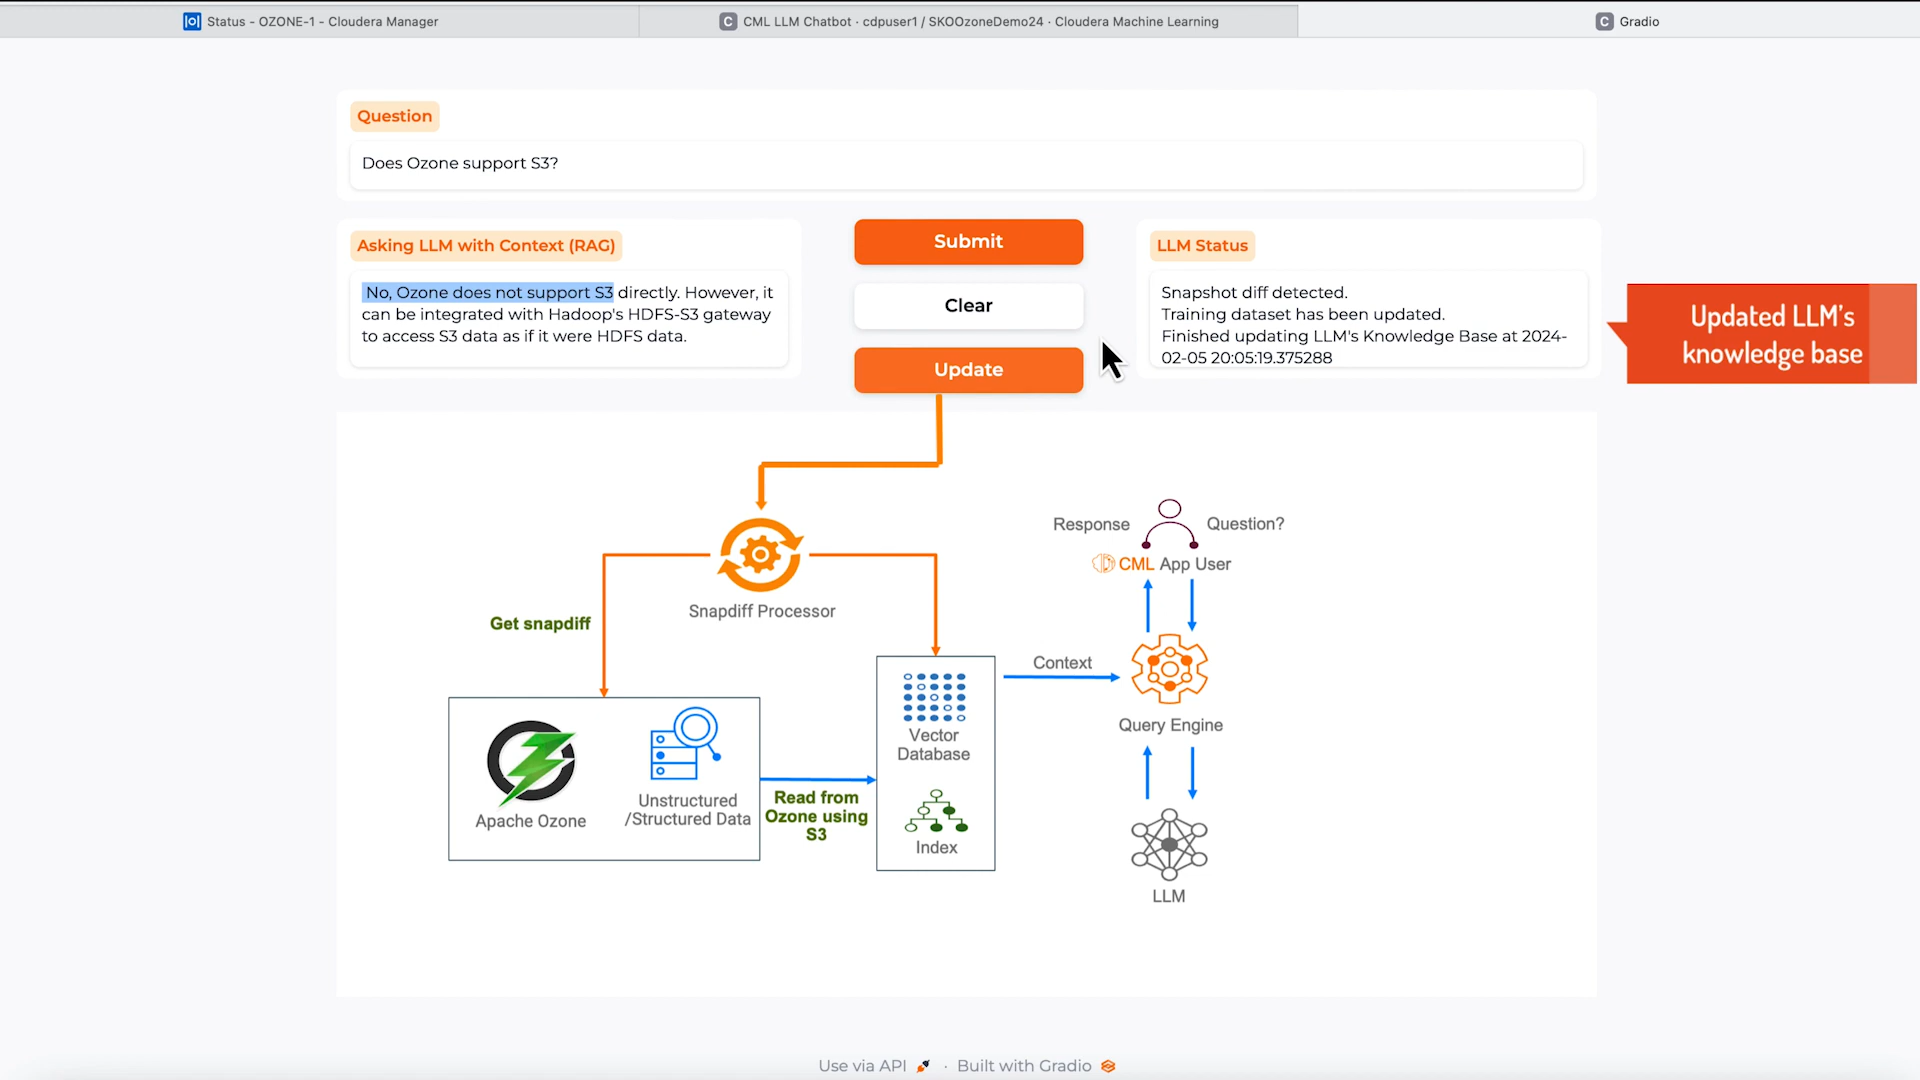 Status - OZONE-1 - Cloudera Manager
CML LLM Chatbot · cdpuser1 / SKOOzoneDemo24 · Cloudera Machine Learning
Gradio
Question
Does Ozone support S3?
Asking LLM with Context (RAG)
No, Ozone does not support S3 directly. However, it
can be integrated with Hadoop's HDFS-S3 gateway
to access S3 data as if it were HDFS data.
Submit
Clear
Update
LLM Status
Snapshot diff detected.
Training dataset has been updated.
Finished updating LLM's Knowledge Base at 2024-
02-05 20:05:19.375288
Updated LLM's
knowledge base
Response
Question?
CML App User
Snapdiff Processor
Get snapdiff
Context
Query Engine
Vector
Database
Apache Ozone
Unstructured
/Structured Data
Read from
Ozone using
S3
Index
LLM
Use via API
· Built with Gradio